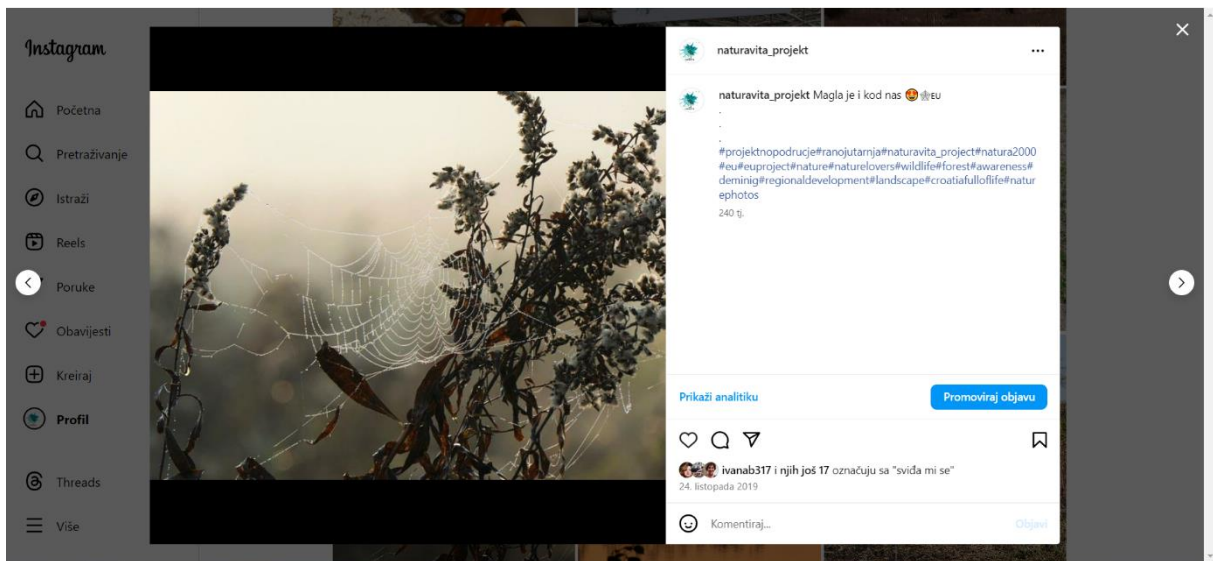 Instagram
Početna
Pretraživanje
Istraži
Reels
Poruke
Obavijesti
Kreiraj
Profil
Threads
Više
naturavita_projekt
naturavita_projekt Magla je i kod nas 😍 EU
.
.
.
#projektnopodrucje#ranojutarnja#naturavita_project#natura2000
#eu#euproject#nature#naturelovers#wildlife#forest#awareness#
deminig#regionaldevelopment#landscape#croatiafulloflife#natur
ephotos
240 tj.
Prikaži analitiku
Promoviraj objavu
ivanab317 i njih još 17 označuju sa "sviđa mi se"
24. listopada 2019
Komentiraj...
Objavi